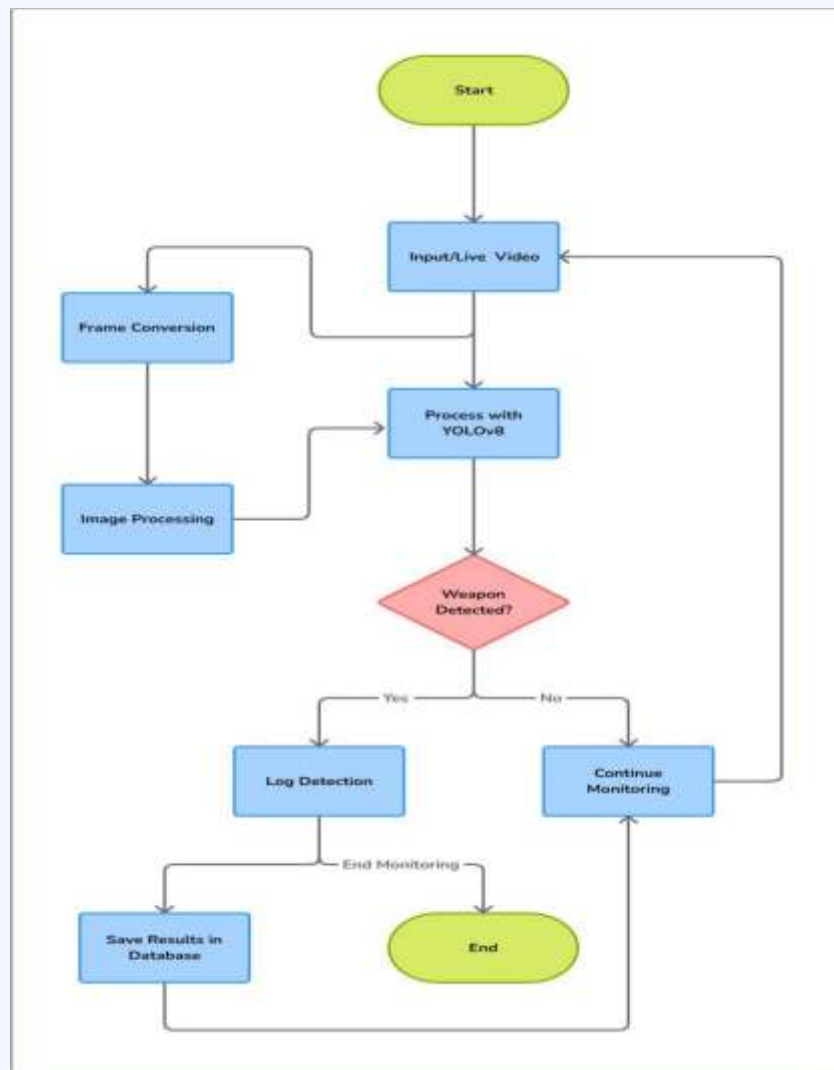 Start
Input/Live Video
Frame Conversion
Process with
YOLOv8
Image Processing
Weapon
Detected?
Yes
No
Log Detection
Continue
Monitoring
End Monitoring
Save Results in
Database
End